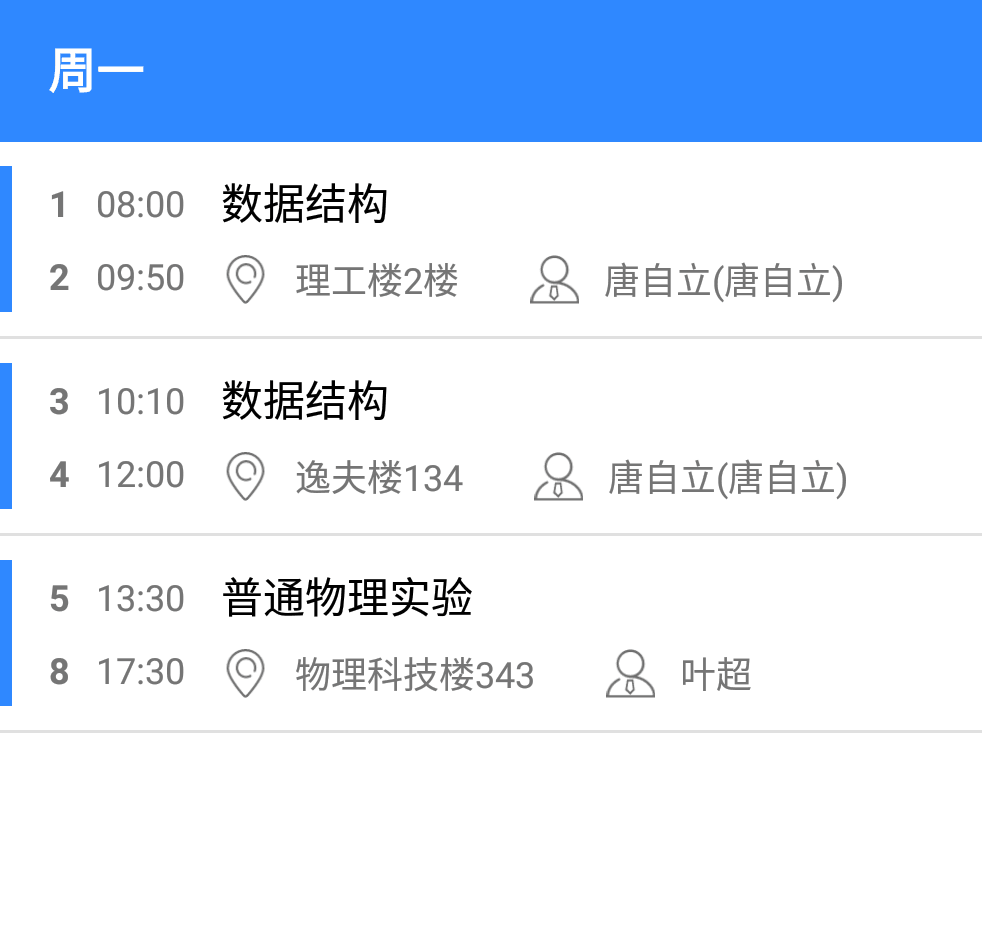 周一
1 08:00 数据结构
2 09:50 理工楼2楼 唐自立(唐自立)
3 10:10 数据结构
4 12:00 逸夫楼134 唐自立(唐自立)
5 13:30 普通物理实验
8 17:30 物理科技楼343 叶超